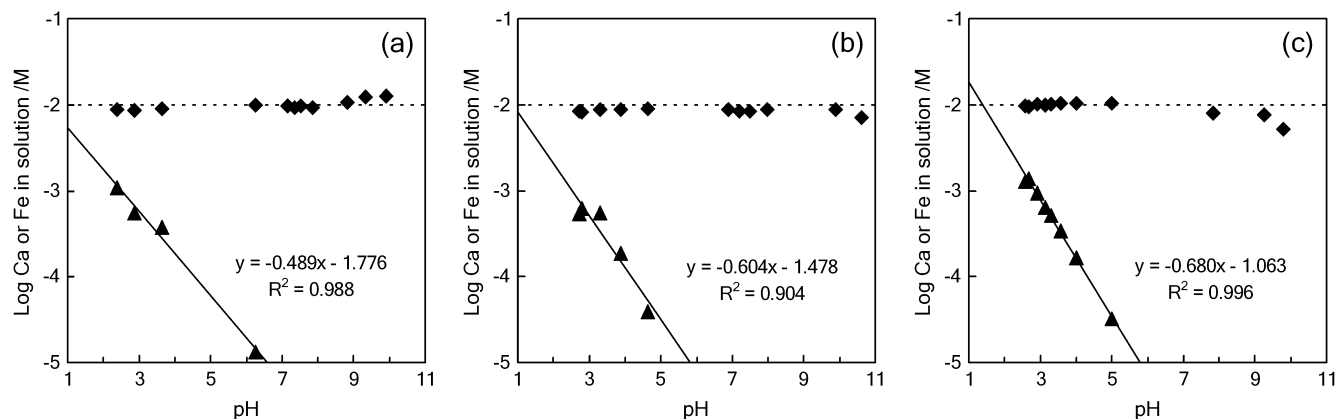 (a)
Log Ca or Fe in solution /M
-1
-2
-3
-4
-5
y = -0.489x - 1.776
R² = 0.988
1 3 5 7 9 11
pH
(b)
Log Ca or Fe in solution /M
-1
-2
-3
-4
-5
y = -0.604x - 1.478
R² = 0.904
1 3 5 7 9 11
pH
(c)
Log Ca or Fe in solution /M
-1
-2
-3
-4
-5
y = -0.680x - 1.063
R² = 0.996
1 3 5 7 9 11
pH